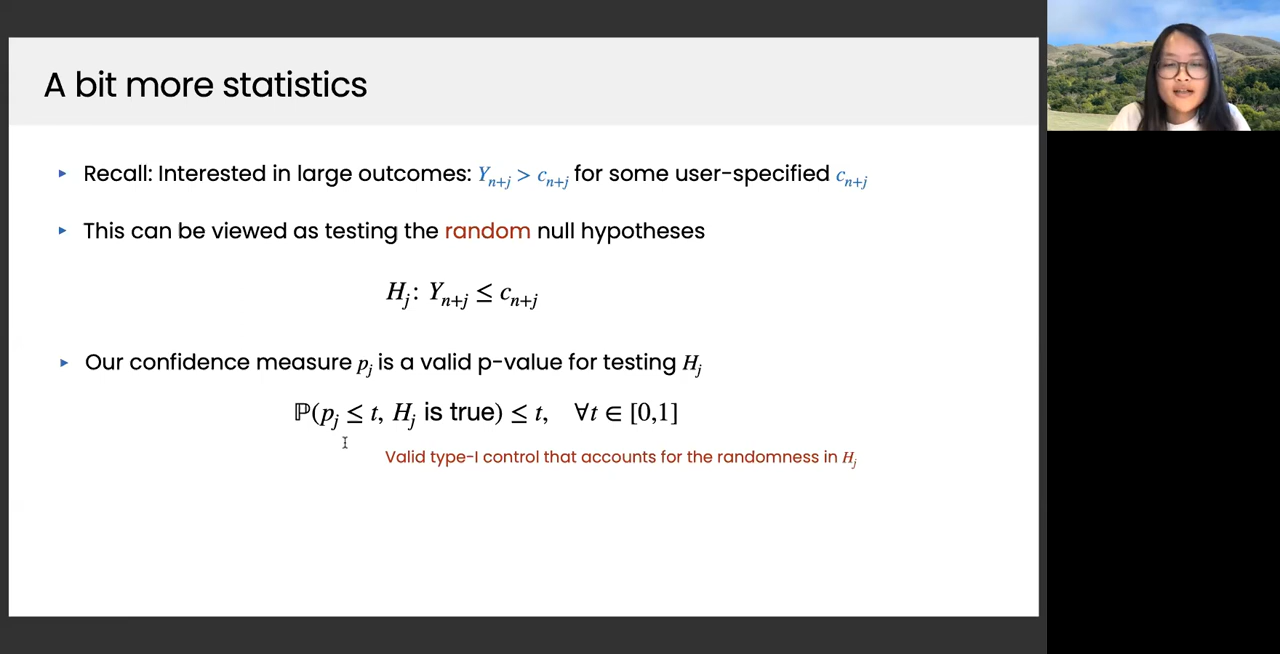 A bit more statistics
▸ Recall: Interested in large outcomes: Yₙ₊ⱼ > cₙ₊ⱼ for some user-specified cₙ₊ⱼ
▸ This can be viewed as testing the random null hypotheses
Hⱼ: Yₙ₊ⱼ ≤ cₙ₊ⱼ
▸ Our confidence measure pⱼ is a valid p-value for testing Hⱼ
ℙ(pⱼ ≤ t, Hⱼ is true) ≤ t, ∀t ∈ [0,1]
Valid type-I control that accounts for the randomness in Hⱼ